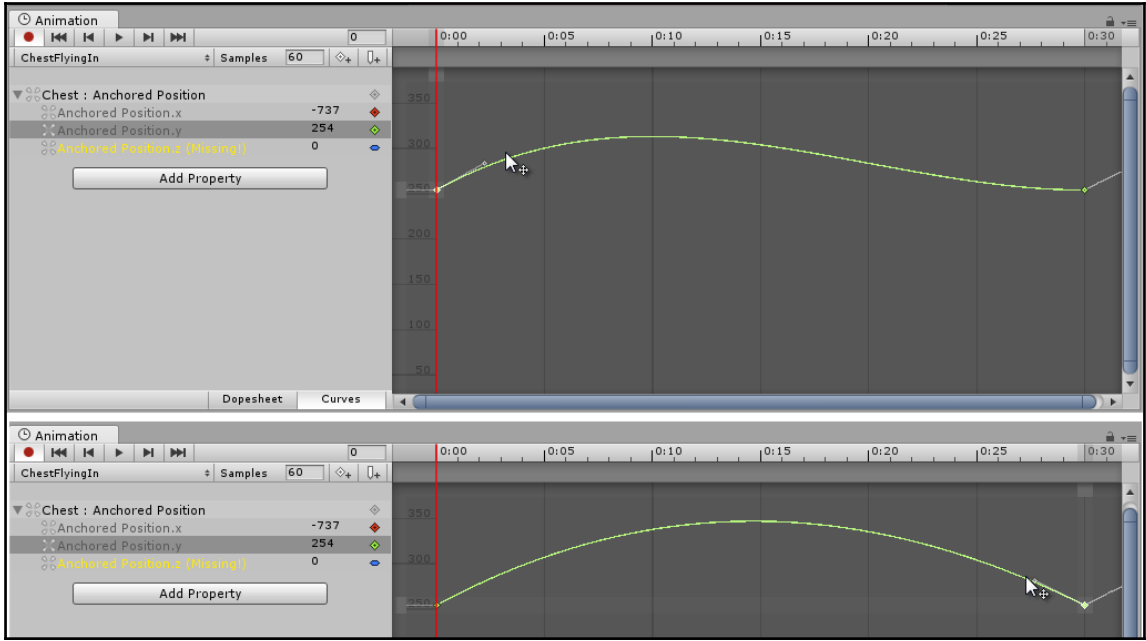 Animation
0 0:00 0:05 0:10 0:15 0:20 0:25 0:30
ChestFlyingIn Samples 60
Chest : Anchored Position
350
Anchored Position.x -737
Anchored Position.y 254
300
Anchored Position.z (Missing!) 0
Add Property
250
200
150
100
50
Dopesheet Curves
Animation
0 0:00 0:05 0:10 0:15 0:20 0:25 0:30
ChestFlyingIn Samples 60
Chest : Anchored Position
350
Anchored Position.x -737
Anchored Position.y 254
300
Anchored Position.z (Missing!) 0
Add Property
250